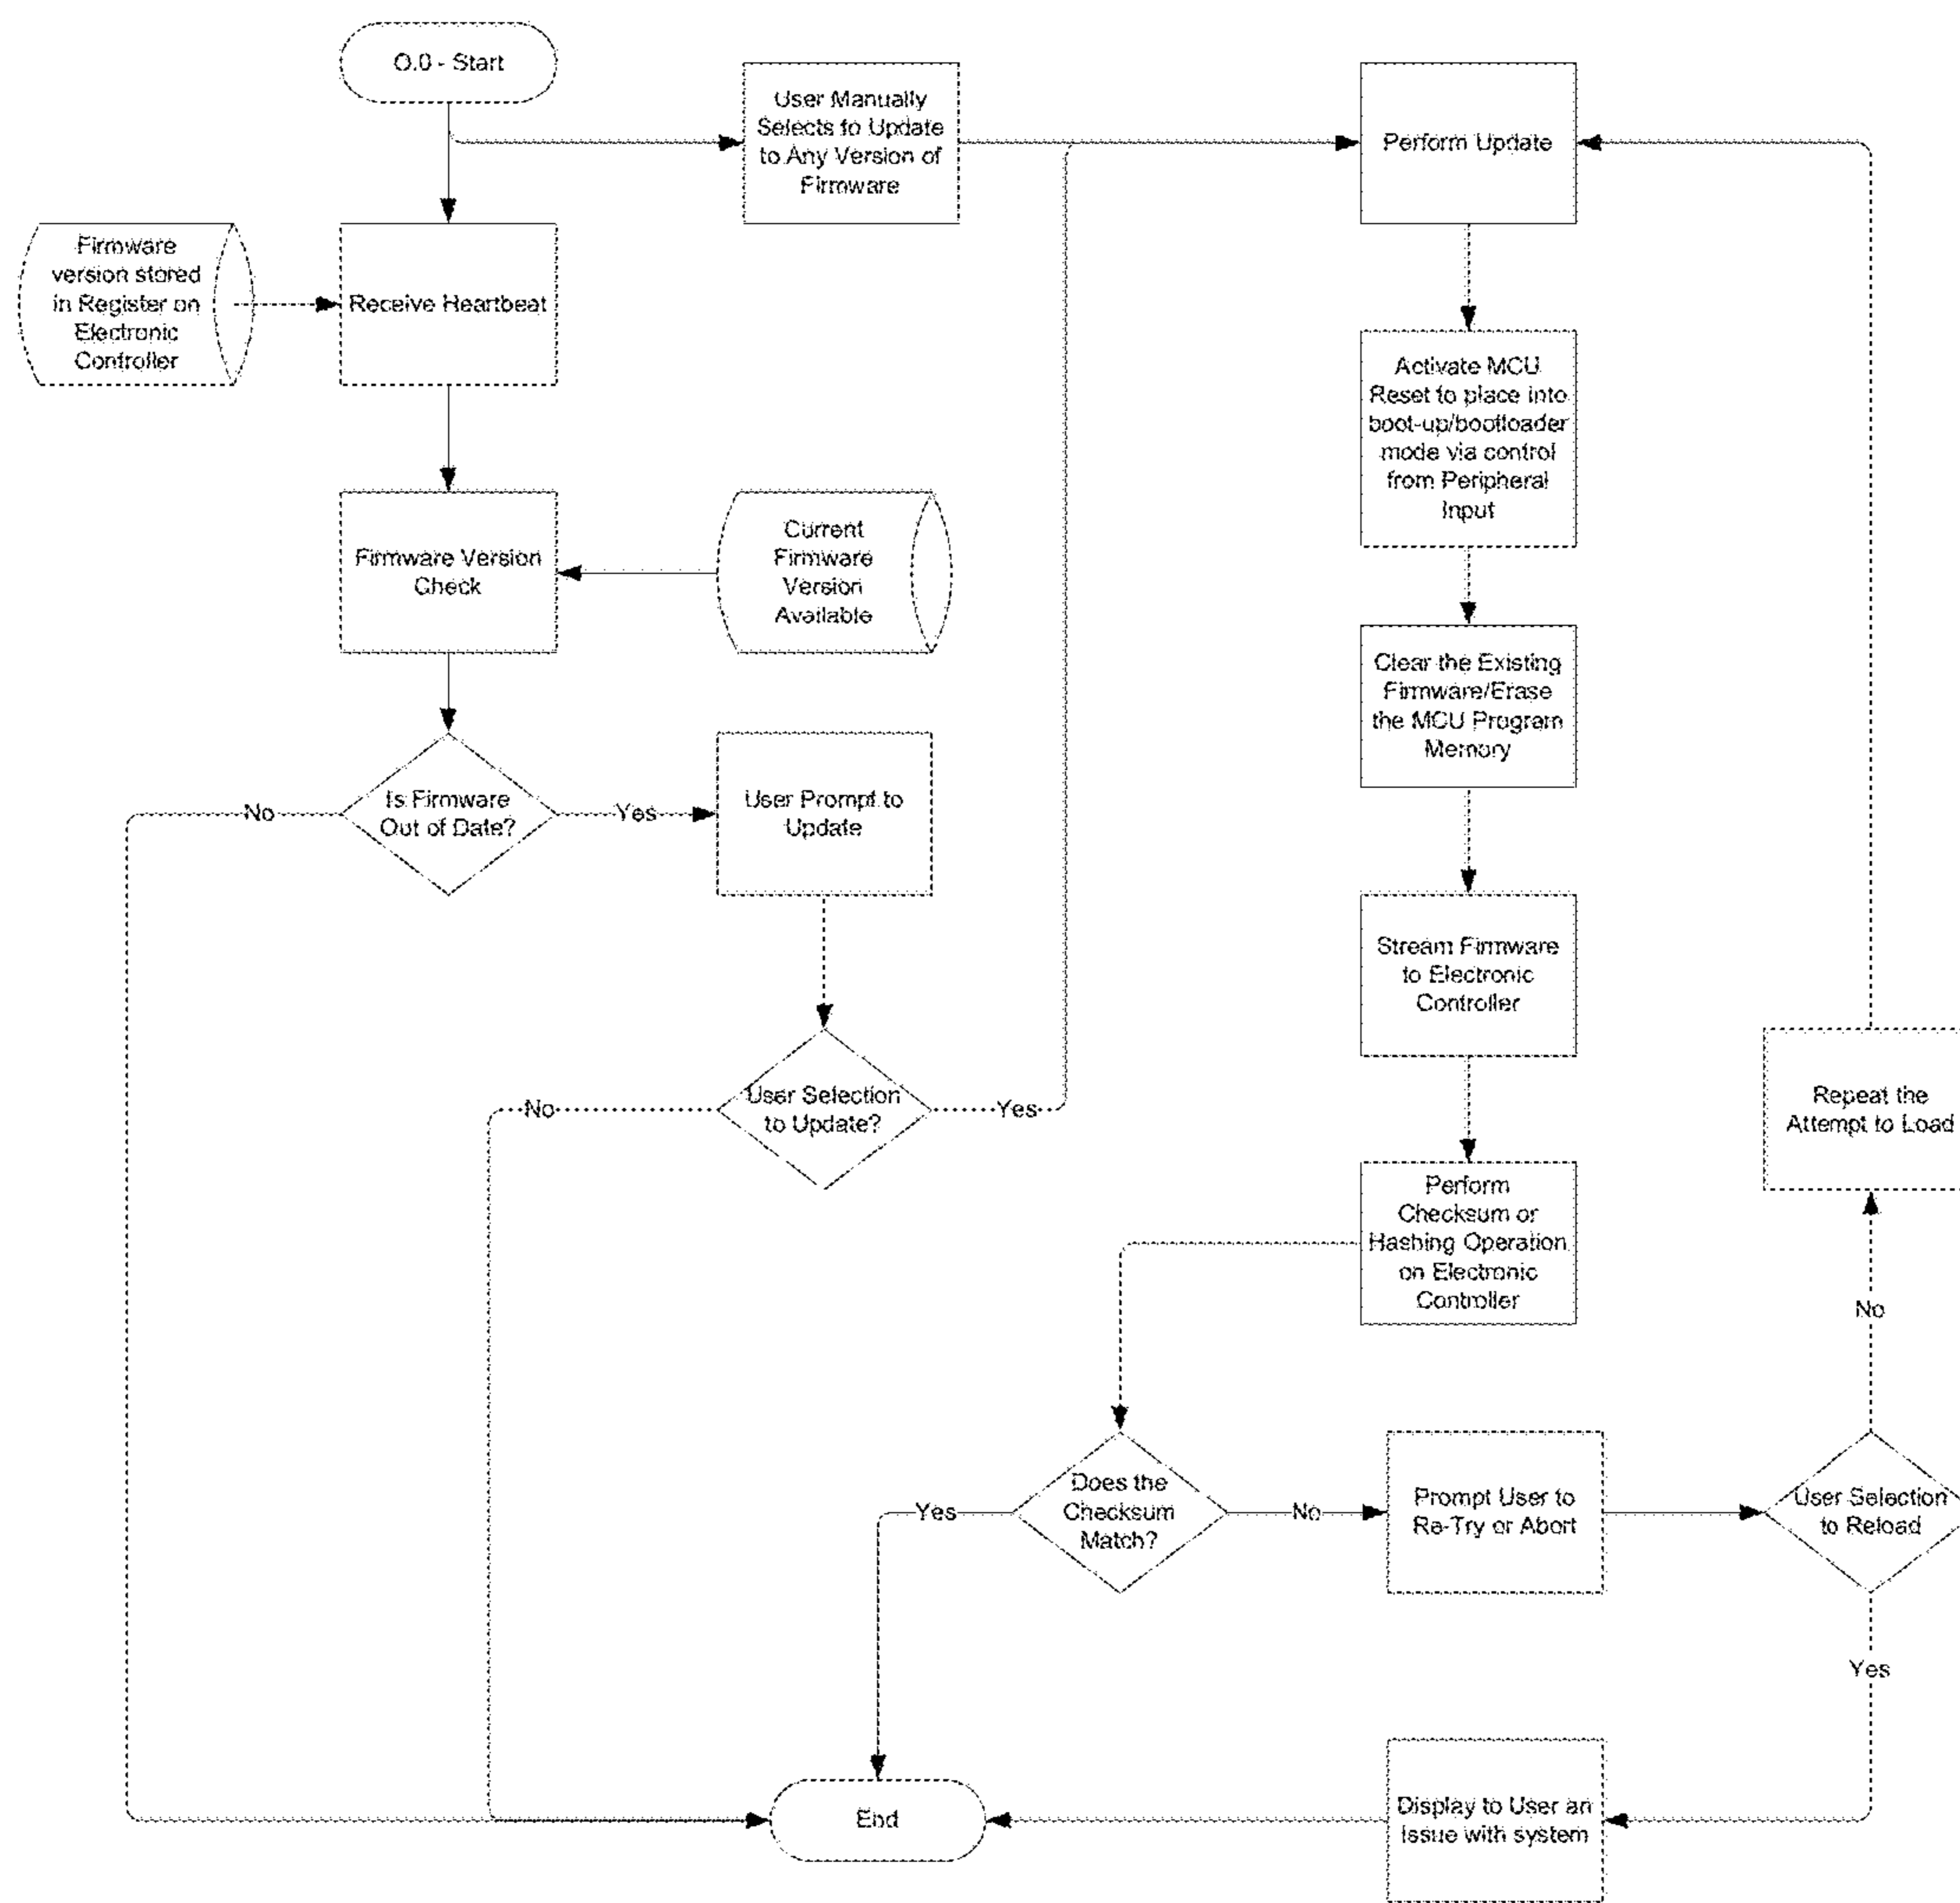 O.0 - Start
User Manually
Selects to Update
to Any Version of
Firmware
Perform Update
Firmware
version stored
in Register on
Electronic
Controller
Receive Heartbeat
Activate MCU
Reset to place into
boot-up/bootloader
mode via control
from Peripheral
Input
Firmware Version
Check
Current
Firmware
Version
Available
Clear the Existing
Firmware/Erase
the MCU Program
Memory
No
Is Firmware
Out of Date?
Yes
User Prompt to
Update
Stream Firmware
to Electronic
Controller
No
User Selection
to Update?
Yes
Repeat the
Attempt to Load
Perform
Checksum or
Hashing Operation
on Electronic
Controller
No
Yes
Does the
Checksum
Match?
No
Prompt User to
Re-Try or Abort
User Selection
to Reload
Yes
End
Display to User an
Issue with system